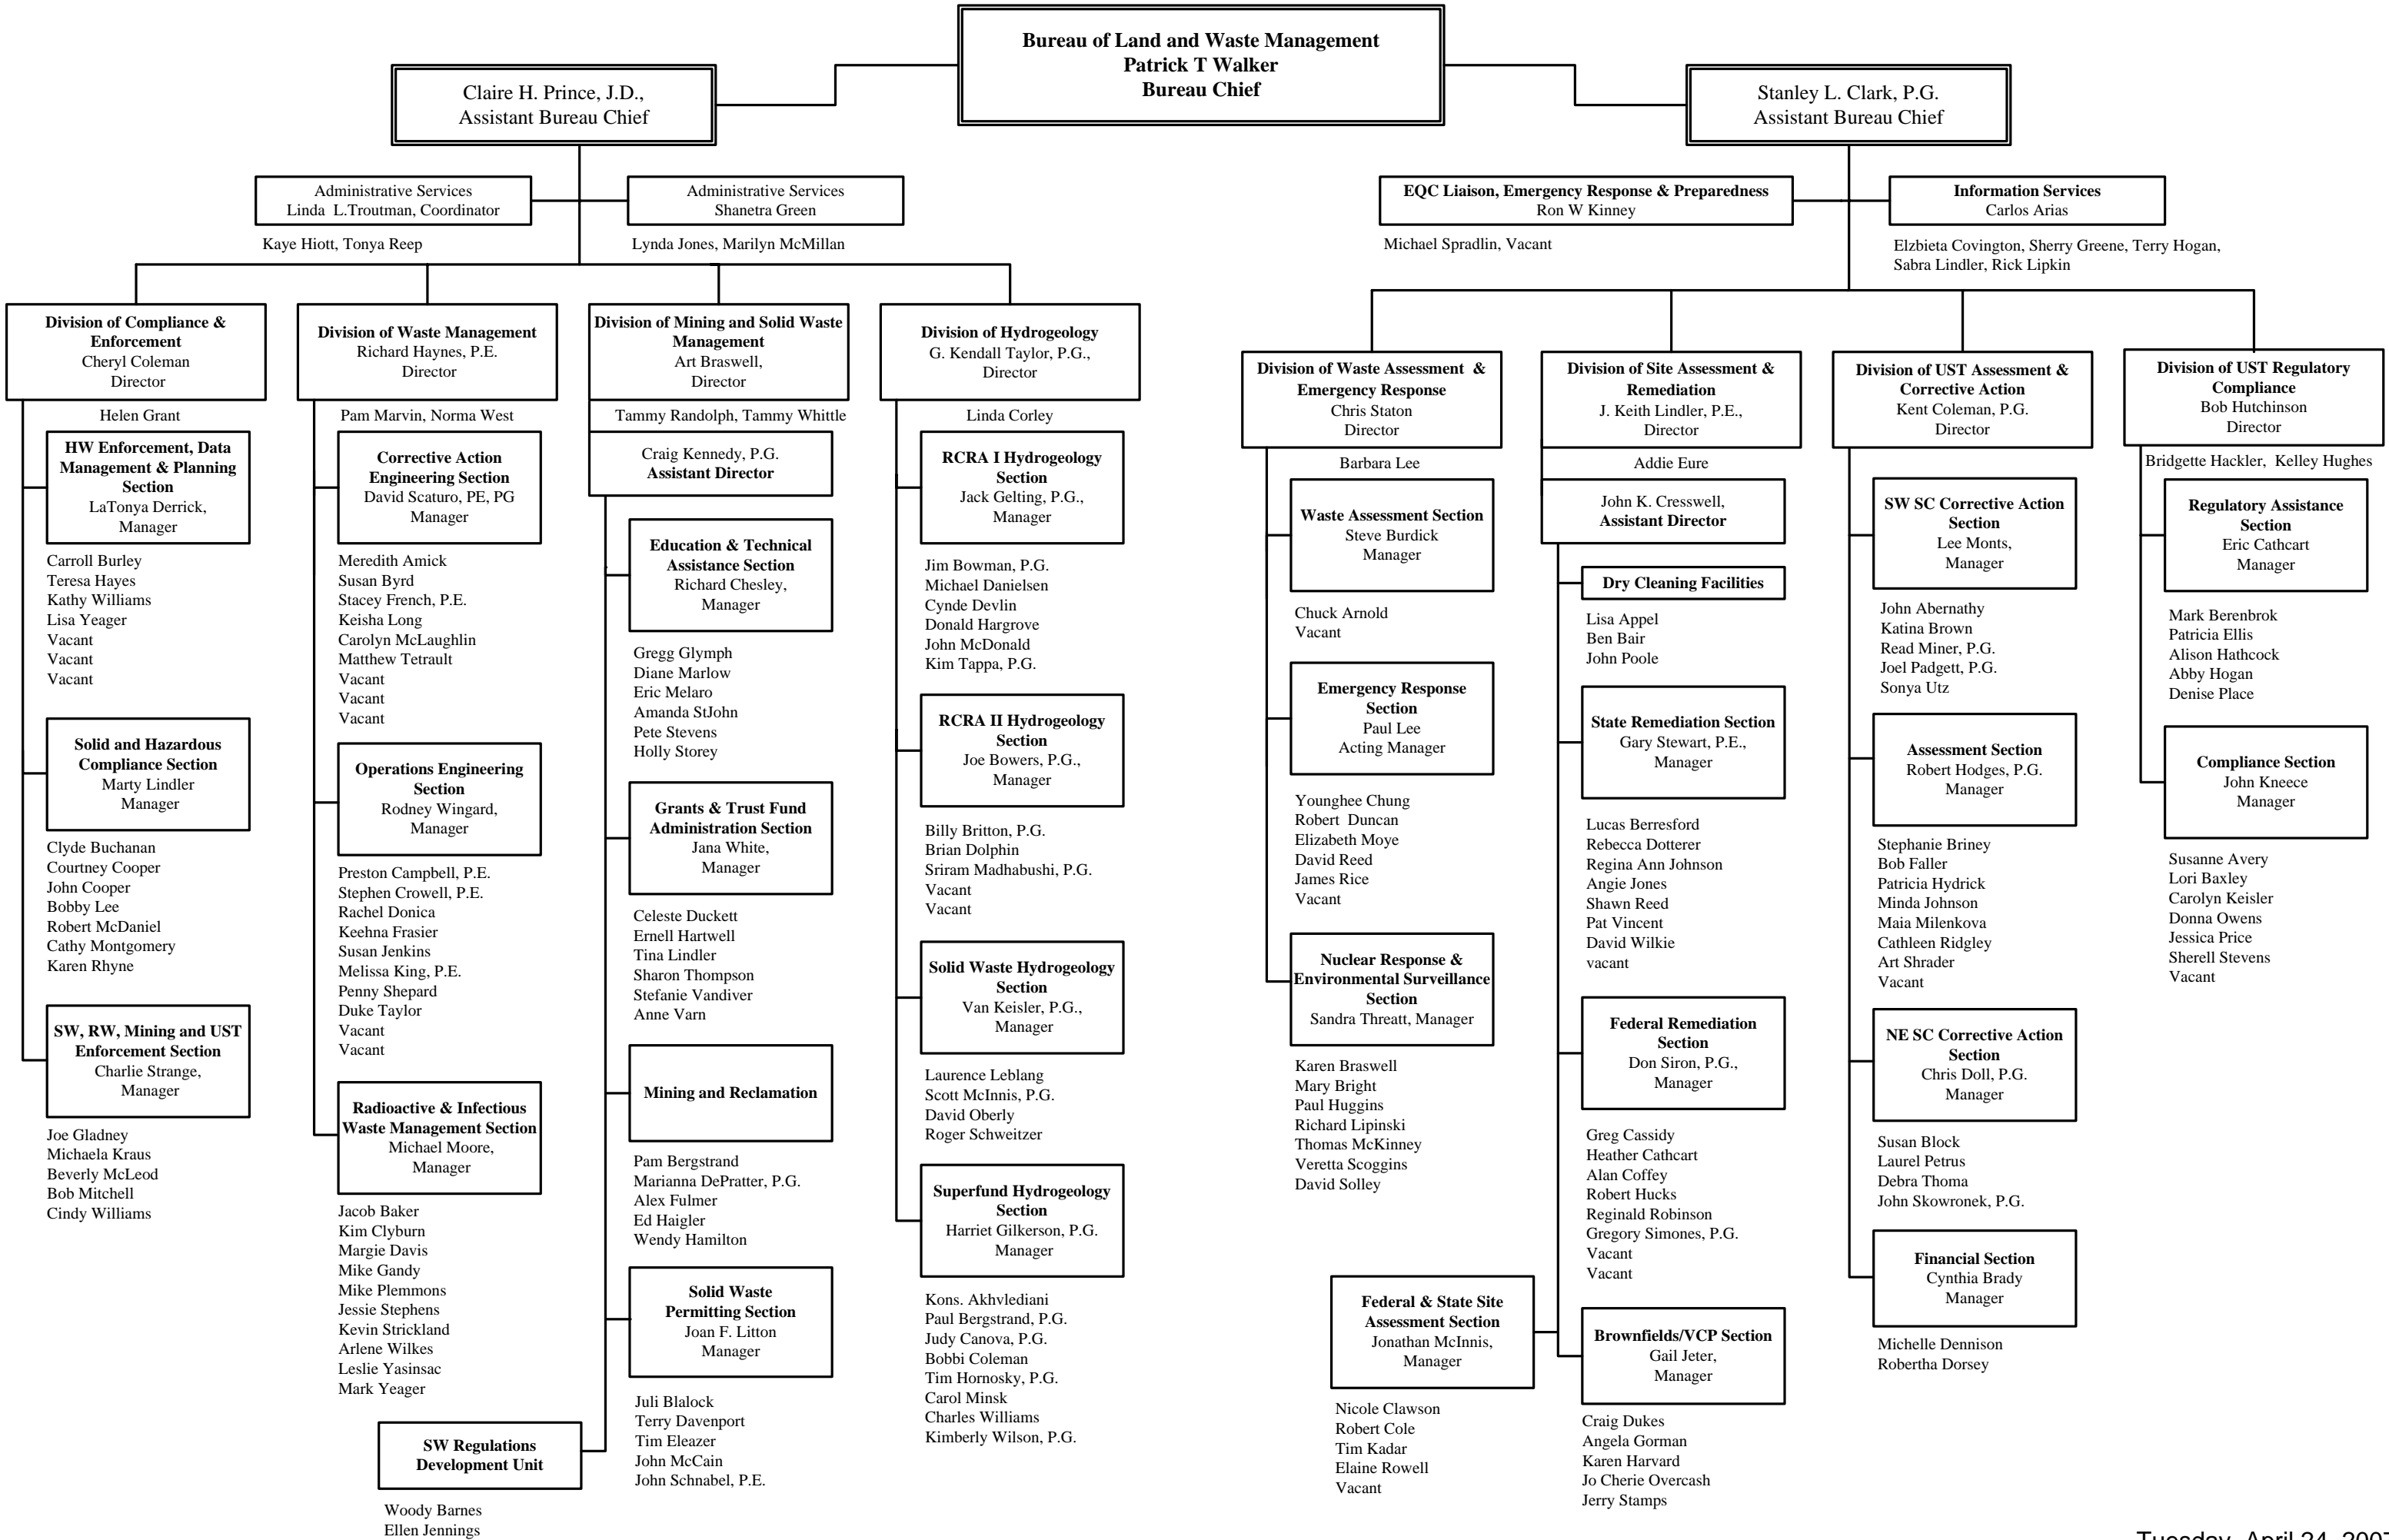 Bureau of Land and Waste Management
Patrick T Walker
Bureau Chief
Claire H. Prince, J.D.,
Assistant Bureau Chief
Stanley L. Clark, P.G.
Assistant Bureau Chief
Administrative Services
Linda L.Troutman, Coordinator
Kaye Hiott, Tonya Reep
Administrative Services
Shanetra Green
Lynda Jones, Marilyn McMillan
EQC Liaison, Emergency Response & Preparedness
Ron W Kinney
Michael Spradlin, Vacant
Information Services
Carlos Arias
Elzbieta Covington, Sherry Greene, Terry Hogan,
Sabra Lindler, Rick Lipkin
Division of Compliance &
Enforcement
Cheryl Coleman
Director
Helen Grant
HW Enforcement, Data
Management & Planning
Section
LaTonya Derrick,
Manager
Carroll Burley
Teresa Hayes
Kathy Williams
Lisa Yeager
Vacant
Vacant
Vacant
Solid and Hazardous
Compliance Section
Marty Lindler
Manager
Clyde Buchanan
Courtney Cooper
John Cooper
Bobby Lee
Robert McDaniel
Cathy Montgomery
Karen Rhyne
SW, RW, Mining and UST
Enforcement Section
Charlie Strange,
Manager
Joe Gladney
Michaela Kraus
Beverly McLeod
Bob Mitchell
Cindy Williams
Division of Waste Management
Richard Haynes, P.E.
Director
Pam Marvin, Norma West
Corrective Action
Engineering Section
David Scaturo, PE, PG
Manager
Meredith Amick
Susan Byrd
Stacey French, P.E.
Keisha Long
Carolyn McLaughlin
Matthew Tetrault
Vacant
Vacant
Vacant
Operations Engineering
Section
Rodney Wingard,
Manager
Preston Campbell, P.E.
Stephen Crowell, P.E.
Rachel Donica
Keehna Frasier
Susan Jenkins
Melissa King, P.E.
Penny Shepard
Duke Taylor
Vacant
Vacant
Radioactive & Infectious
Waste Management Section
Michael Moore,
Manager
Jacob Baker
Kim Clyburn
Margie Davis
Mike Gandy
Mike Plemmons
Jessie Stephens
Kevin Strickland
Arlene Wilkes
Leslie Yasinsac
Mark Yeager
Division of Mining and Solid Waste
Management
Art Braswell,
Director
Tammy Randolph, Tammy Whittle
Craig Kennedy, P.G.
Assistant Director
Education & Technical
Assistance Section
Richard Chesley,
Manager
Gregg Glymph
Diane Marlow
Eric Melaro
Amanda StJohn
Pete Stevens
Holly Storey
Grants & Trust Fund
Administration Section
Jana White,
Manager
Celeste Duckett
Ernell Hartwell
Tina Lindler
Sharon Thompson
Stefanie Vandiver
Anne Varn
Mining and Reclamation
Pam Bergstrand
Marianna DePratter, P.G.
Alex Fulmer
Ed Haigler
Wendy Hamilton
Solid Waste
Permitting Section
Joan F. Litton
Manager
Juli Blalock
Terry Davenport
Tim Eleazer
John McCain
John Schnabel, P.E.
SW Regulations
Development Unit
Woody Barnes
Ellen Jennings
Division of Hydrogeology
G. Kendall Taylor, P.G.,
Director
Linda Corley
RCRA I Hydrogeology
Section
Jack Gelting, P.G.,
Manager
Jim Bowman, P.G.
Michael Danielsen
Cynde Devlin
Donald Hargrove
John McDonald
Kim Tappa, P.G.
RCRA II Hydrogeology
Section
Joe Bowers, P.G.,
Manager
Billy Britton, P.G.
Brian Dolphin
Sriram Madhabushi, P.G.
Vacant
Vacant
Solid Waste Hydrogeology
Section
Van Keisler, P.G.,
Manager
Laurence Leblang
Scott McInnis, P.G.
David Oberly
Roger Schweitzer
Superfund Hydrogeology
Section
Harriet Gilkerson, P.G.
Manager
Kons. Akhvlediani
Paul Bergstrand, P.G.
Judy Canova, P.G.
Bobbi Coleman
Tim Hornosky, P.G.
Carol Minsk
Charles Williams
Kimberly Wilson, P.G.
Division of Waste Assessment &
Emergency Response
Chris Staton
Director
Barbara Lee
Waste Assessment Section
Steve Burdick
Manager
Chuck Arnold
Vacant
Emergency Response
Section
Paul Lee
Acting Manager
Younghee Chung
Robert Duncan
Elizabeth Moye
David Reed
James Rice
Vacant
Nuclear Response &
Environmental Surveillance
Section
Sandra Threatt, Manager
Karen Braswell
Mary Bright
Paul Huggins
Richard Lipinski
Thomas McKinney
Veretta Scoggins
David Solley
Division of Site Assessment &
Remediation
J. Keith Lindler, P.E.,
Director
Addie Eure
John K. Cresswell,
Assistant Director
Dry Cleaning Facilities
Lisa Appel
Ben Bair
John Poole
State Remediation Section
Gary Stewart, P.E.,
Manager
Lucas Berresford
Rebecca Dotterer
Regina Ann Johnson
Angie Jones
Shawn Reed
Pat Vincent
David Wilkie
vacant
Federal Remediation
Section
Don Siron, P.G.,
Manager
Greg Cassidy
Heather Cathcart
Alan Coffey
Robert Hucks
Reginald Robinson
Gregory Simones, P.G.
Vacant
Vacant
Federal & State Site
Assessment Section
Jonathan McInnis,
Manager
Nicole Clawson
Robert Cole
Tim Kadar
Elaine Rowell
Vacant
Brownfields/VCP Section
Gail Jeter,
Manager
Craig Dukes
Angela Gorman
Karen Harvard
Jo Cherie Overcash
Jerry Stamps
Division of UST Assessment &
Corrective Action
Kent Coleman, P.G.
Director
SW SC Corrective Action
Section
Lee Monts,
Manager
John Abernathy
Katina Brown
Read Miner, P.G.
Joel Padgett, P.G.
Sonya Utz
Assessment Section
Robert Hodges, P.G.
Manager
Stephanie Briney
Bob Faller
Patricia Hydrick
Minda Johnson
Maia Milenkova
Cathleen Ridgley
Art Shrader
Vacant
NE SC Corrective Action
Section
Chris Doll, P.G.
Manager
Susan Block
Laurel Petrus
Debra Thoma
John Skowronek, P.G.
Financial Section
Cynthia Brady
Manager
Michelle Dennison
Robertha Dorsey
Division of UST Regulatory
Compliance
Bob Hutchinson
Director
Bridgette Hackler, Kelley Hughes
Regulatory Assistance
Section
Eric Cathcart
Manager
Mark Berenbrok
Patricia Ellis
Alison Hathcock
Abby Hogan
Denise Place
Compliance Section
John Kneece
Manager
Susanne Avery
Lori Baxley
Carolyn Keisler
Donna Owens
Jessica Price
Sherell Stevens
Vacant
Tuesday, April 24, 2007